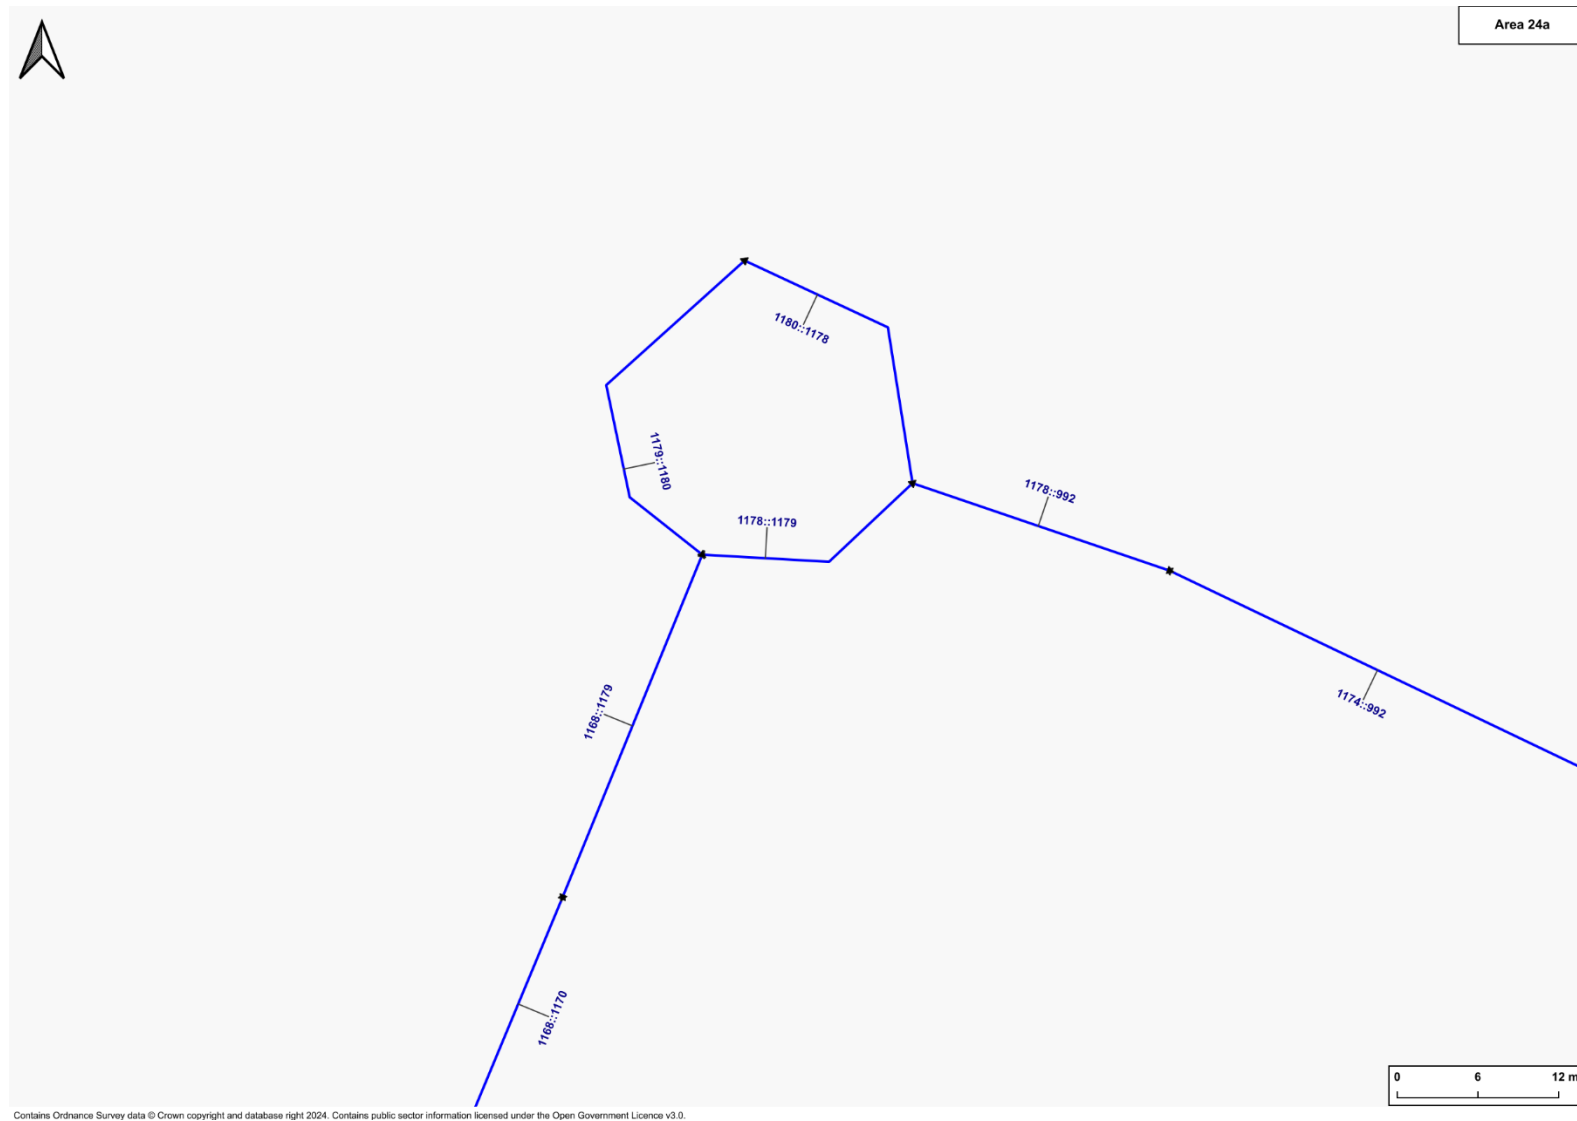 Area 24a
1180::1178
1179::1180
1178::992
1178::1179
1168::1179
1174::992
1168::1170
0 6 12 m
Contains Ordnance Survey data © Crown copyright and database right 2024. Contains public sector information licensed under the Open Government Licence v3.0.